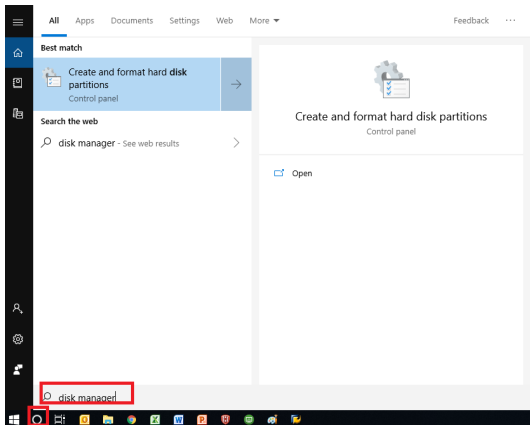 All Apps Documents Settings Web More Feedback ...
Best match
Create and format hard disk
partitions
Control panel
Search the web
disk manager - See web results
Create and format hard disk partitions
Control panel
Open
disk manager